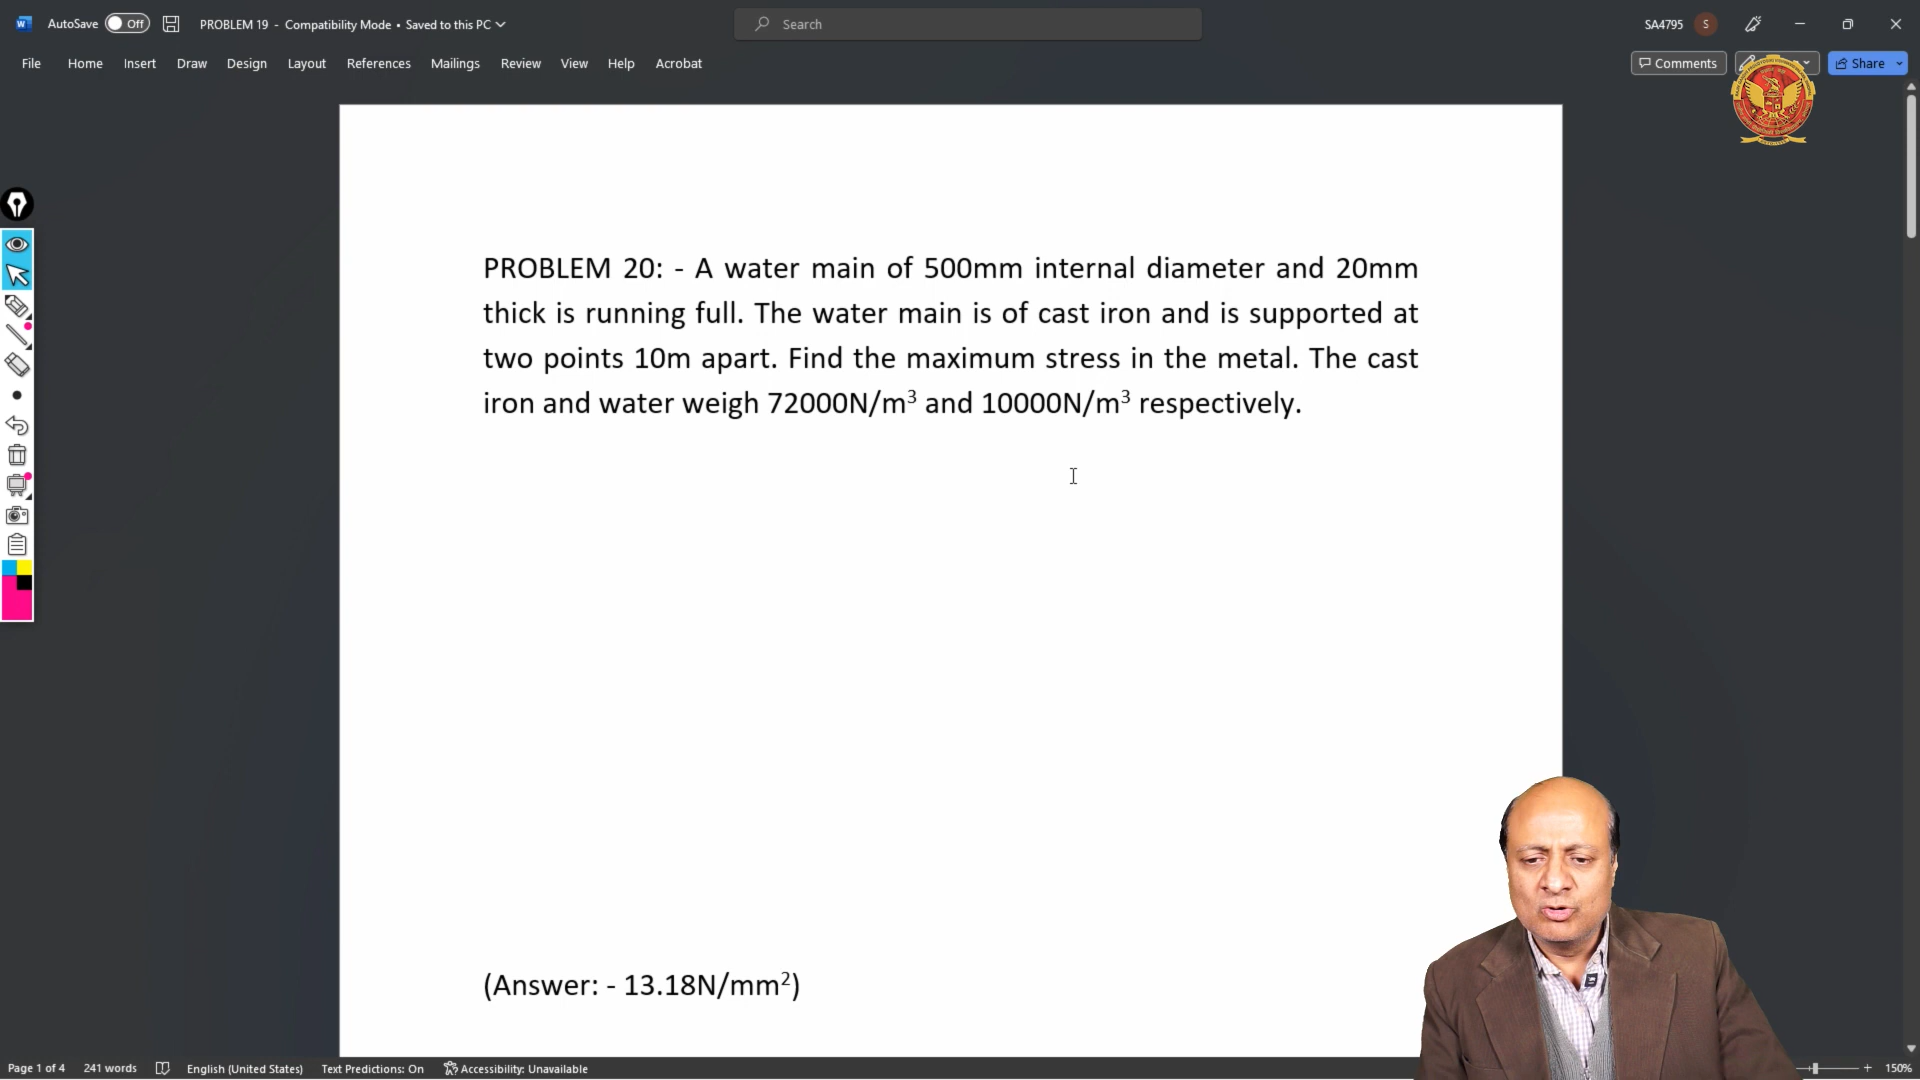 AutoSave Off PROBLEM 19 - Compatibility Mode • Saved to this PC Search SA4795 S
File Home Insert Draw Design Layout References Mailings Review View Help Acrobat Comments Share
PROBLEM 20: - A water main of 500mm internal diameter and 20mm
thick is running full. The water main is of cast iron and is supported at
two points 10m apart. Find the maximum stress in the metal. The cast
iron and water weigh 72000N/m³ and 10000N/m³ respectively.
(Answer: - 13.18N/mm²)
Page 1 of 4 241 words English (United States) Text Predictions: On Accessibility: Unavailable 150%